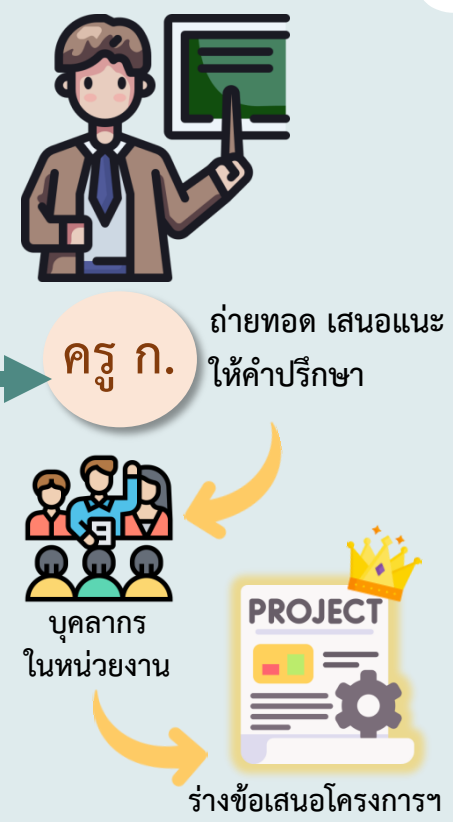 ครู ก.
ถ่ายทอด เสนอแนะ
ให้คำปรึกษา
บุคลากร
ในหน่วยงาน
PROJECT
ร่างข้อเสนอโครงการฯ